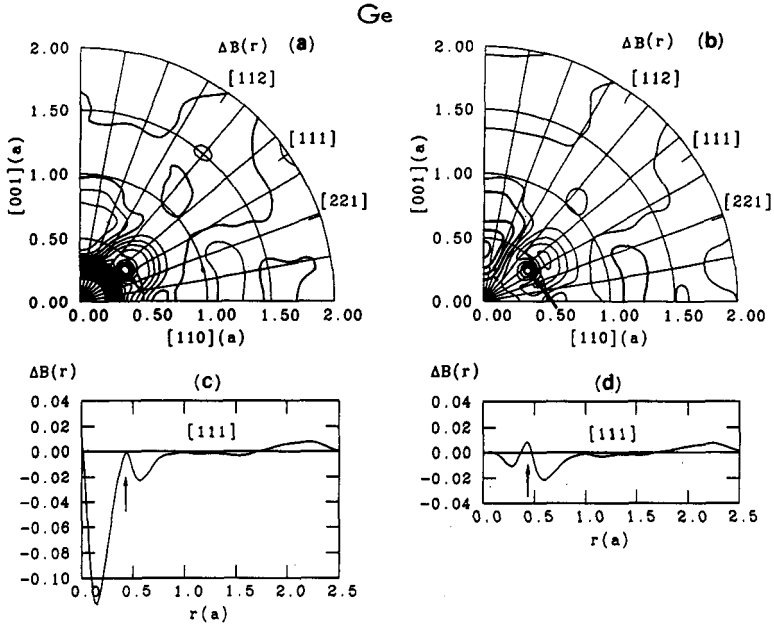 Ge
ΔB(r) (a)
2.00
[112]
1.50
[111]
[001](a)
1.00
[221]
0.50
0.00
0.00 0.50 1.00 1.50 2.00
[110](a)
ΔB(r) (b)
2.00
[112]
1.50
[111]
[001](a)
1.00
[221]
0.50
0.00
0.00 0.50 1.00 1.50 2.00
[110](a)
ΔB(r) (c)
0.04
0.02
[111]
0.00
-0.02
-0.04
-0.06
-0.08
-0.10
0.0 0.5 1.0 1.5 2.0 2.5
r(a)
ΔB(r) (d)
0.04
0.02
[111]
0.00
-0.02
-0.04
0.0 0.5 1.0 1.5 2.0 2.5
r(a)